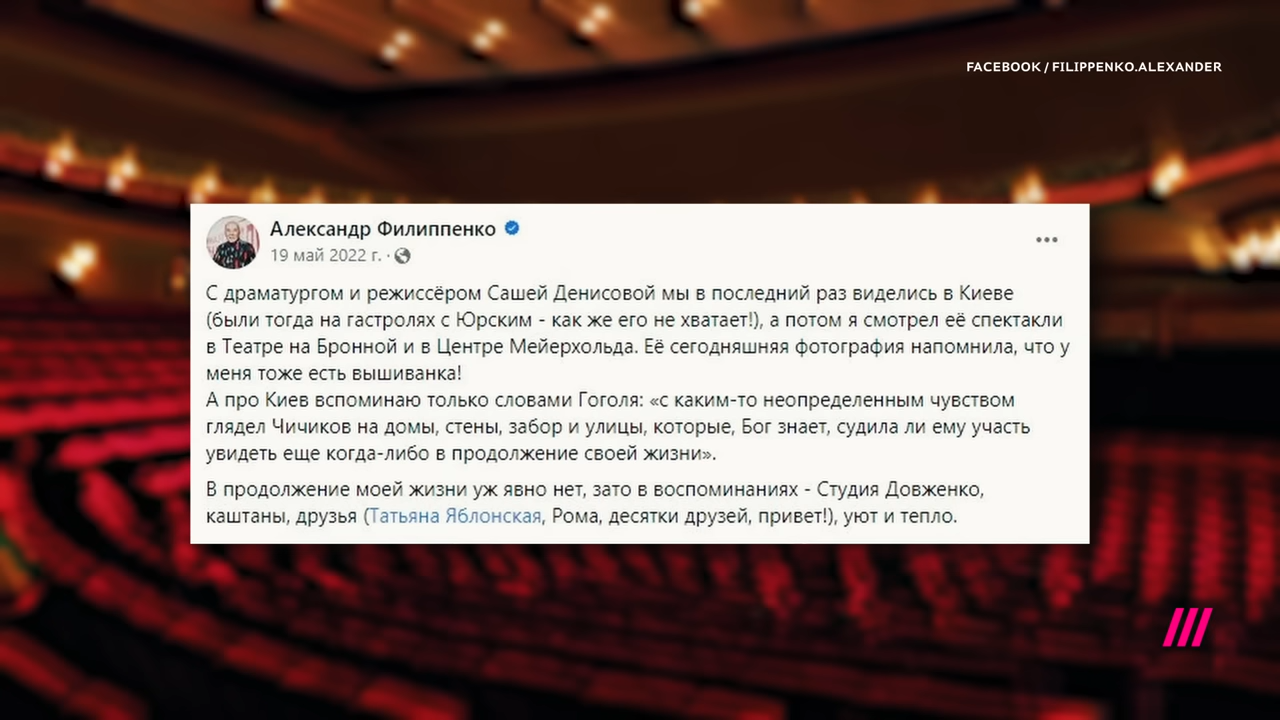 FACEBOOK / FILIPPENKO.ALEXANDER
Александр Филиппенко
19 май 2022 г. ·
С драматургом и режиссёром Сашей Денисовой мы в последний раз виделись в Киеве
(были тогда на гастролях с Юрским - как же его не хватает!), а потом я смотрел её спектакли
в Театре на Бронной и в Центре Мейерхольда. Её сегодняшняя фотография напомнила, что у
меня тоже есть вышиванка!
А про Киев вспоминаю только словами Гоголя: «с каким-то неопределенным чувством
глядел Чичиков на домы, стены, забор и улицы, которые, Бог знает, судила ли ему участь
увидеть еще когда-либо в продолжение своей жизни».
В продолжение моей жизни уж явно нет, зато в воспоминаниях - Студия Довженко,
каштаны, друзья (Татьяна Яблонская, Рома, десятки друзей, привет!), уют и тепло.